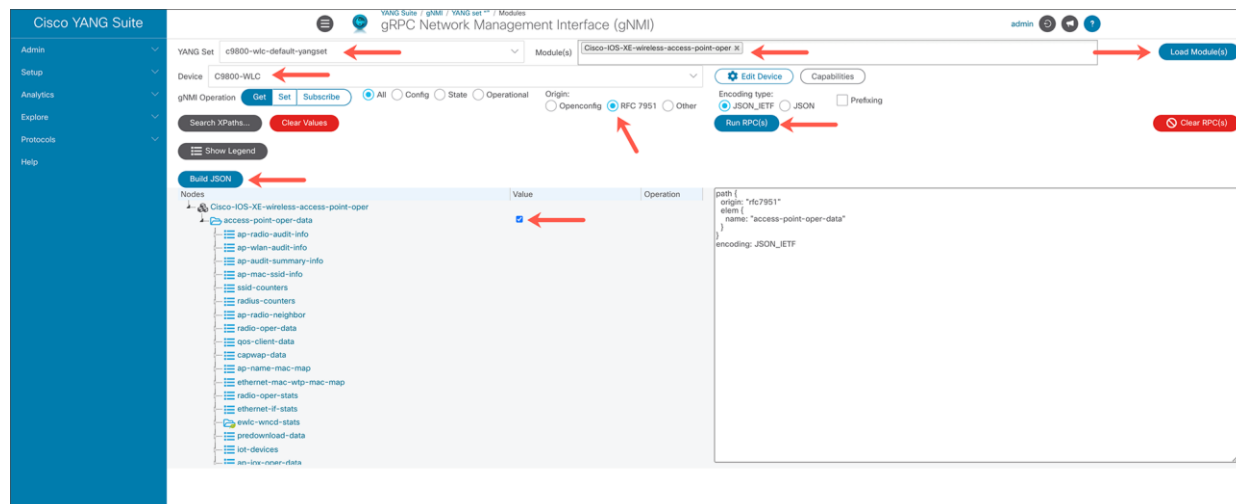 Cisco YANG Suite
YANG Suite / gNMI / YANG set "" / Modules
gRPC Network Management Interface (gNMI)
admin
Admin
Setup
Analytics
Explore
Protocols
Help
YANG Set c9800-wlc-default-yangset Module(s) Cisco-IOS-XE-wireless-access-point-oper × Load Module(s)
Device C9800-WLC Edit Device Capabilities
gNMI Operation Get Set Subscribe All Config State Operational Origin: Openconfig RFC 7951 Other Encoding type: JSON_IETF JSON Prefixing
Search XPaths... Clear Values Run RPC(s) Clear RPC(s)
Show Legend
Build JSON
Nodes Value Operation
Cisco-IOS-XE-wireless-access-point-oper
access-point-oper-data
ap-radio-audit-info
ap-wlan-audit-info
ap-audit-summary-info
ap-mac-ssid-info
ssid-counters
radius-counters
ap-radio-neighbor
radio-oper-data
qos-client-data
capwap-data
ap-name-mac-map
ethernet-mac-wtp-mac-map
radio-oper-stats
ethernet-if-stats
ewlc-wncd-stats
predownload-data
iot-devices
ap-iox-oper-data
path {
origin: "rfc7951"
elem {
name: "access-point-oper-data"
}
}
encoding: JSON_IETF